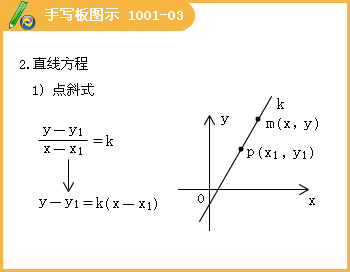 手写板图示 1001-03
2.直线方程
1) 点斜式
y-y₁
x-x₁
=k
y-y₁=k(x-x₁)
k
y
m(x, y)
p(x₁, y₁)
0
x